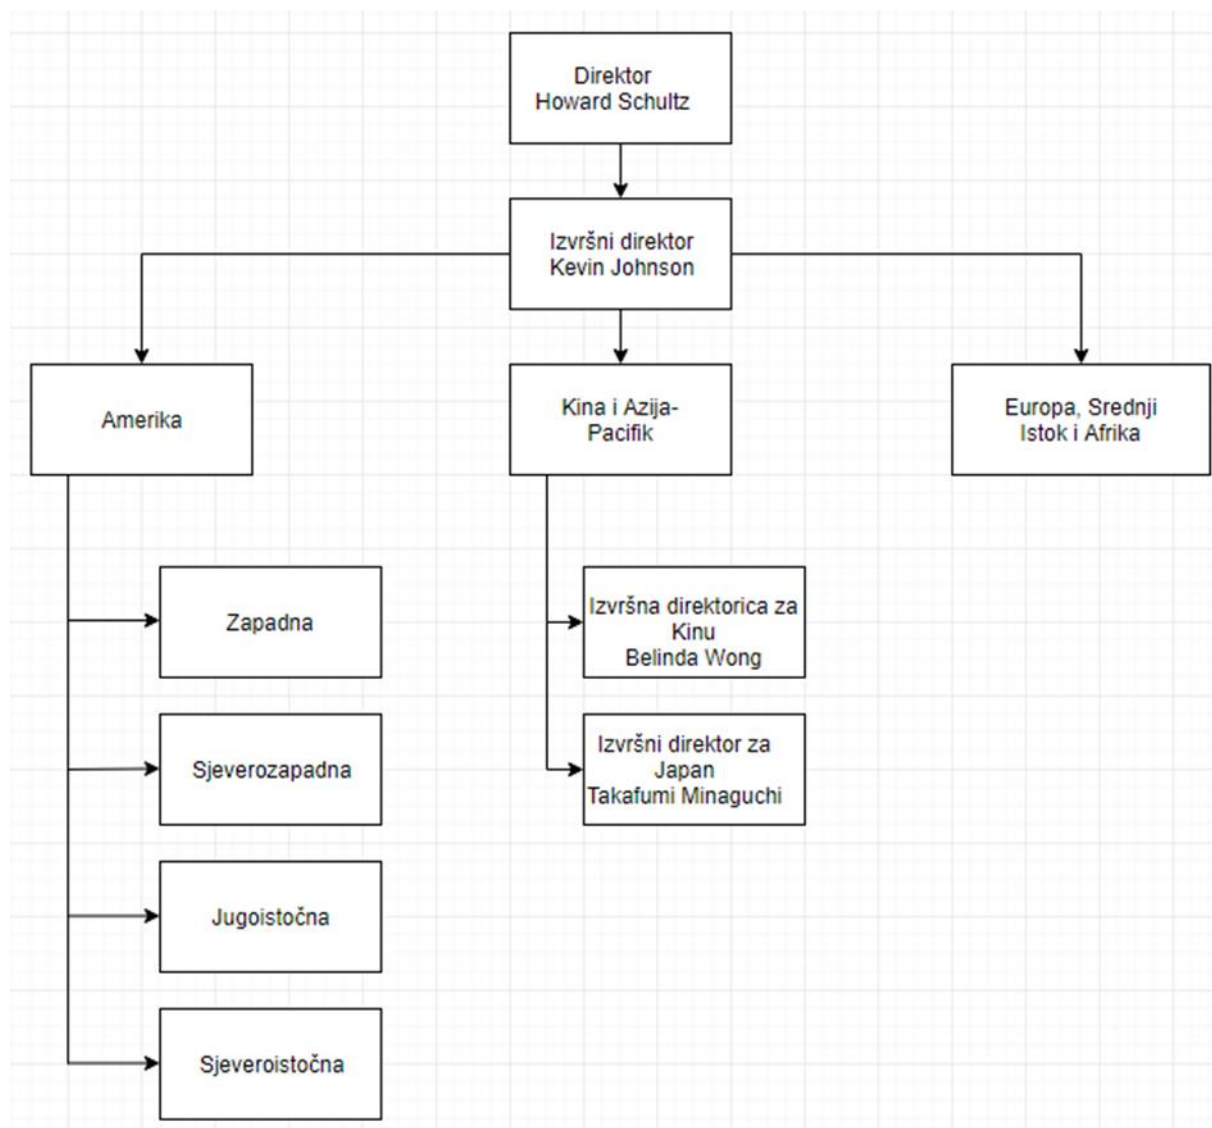 Direktor
Howard Schultz
Izvršni direktor
Kevin Johnson
Amerika
Kina i Azija-
Pacifik
Europa, Srednji
Istok i Afrika
Zapadna
Izvršna direktorica za
Kinu
Belinda Wong
Sjeverozapadna
Izvršni direktor za
Japan
Takafumi Minaguchi
Jugoistočna
Sjeveroistočna